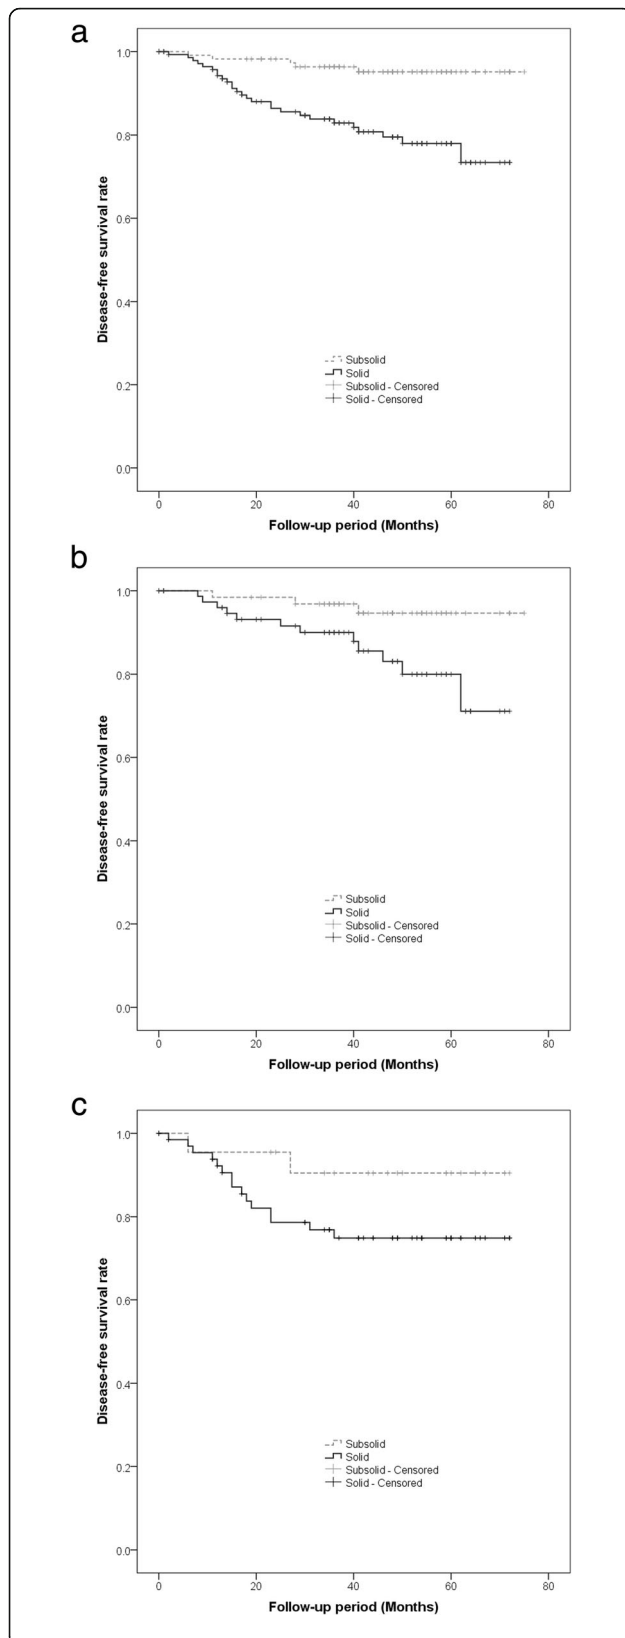 a
1.0
0.8
0.6
0.4
0.2
0.0
Disease-free survival rate
Subsolid
Solid
Subsolid - Censored
Solid - Censored
0 20 40 60 80
Follow-up period (Months)
b
1.0
0.8
0.6
0.4
0.2
0.0
Disease-free survival rate
Subsolid
Solid
Subsolid - Censored
Solid - Censored
0 20 40 60 80
Follow-up period (Months)
c
1.0
0.8
0.6
0.4
0.2
0.0
Disease-free survival rate
Subsolid
Solid
Subsolid - Censored
Solid - Censored
0 20 40 60 80
Follow-up period (Months)